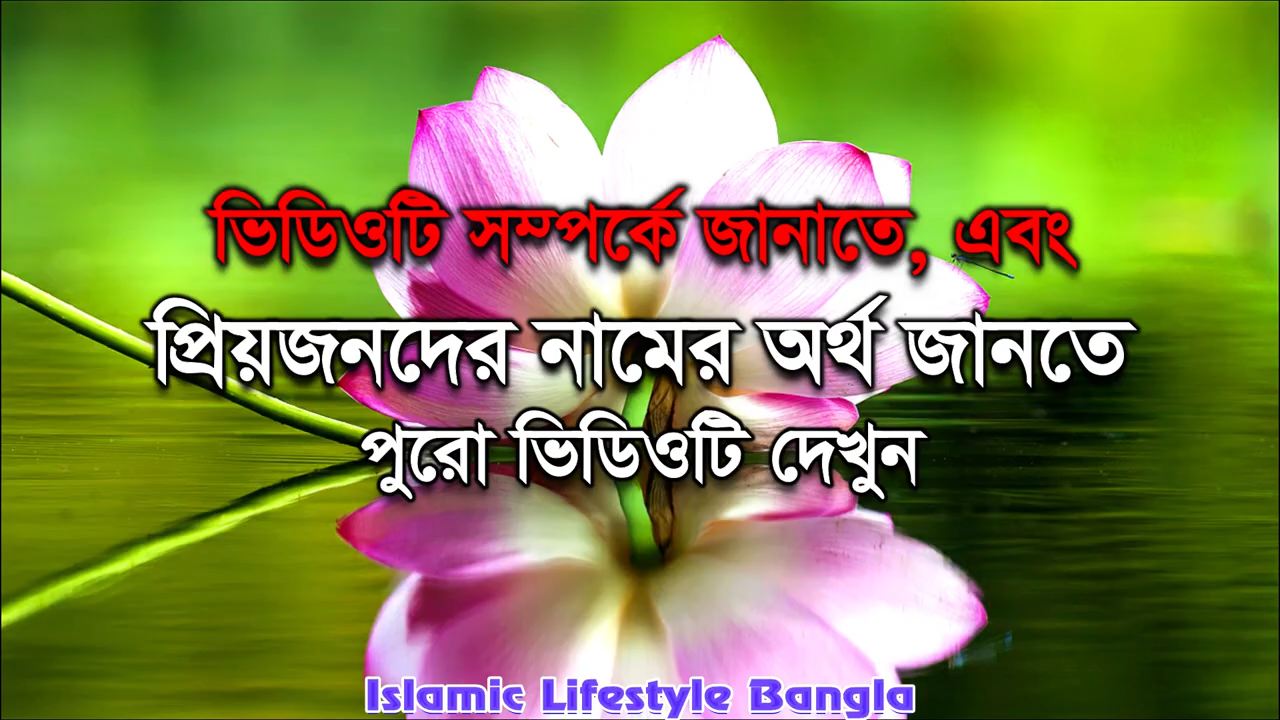 ভিডিওটি সম্পর্কে জানাতে, এবং
প্রিয়জনদের নামের অর্থ জানতে
পুরো ভিডিওটি দেখুন
Islamic Lifestyle Bangla